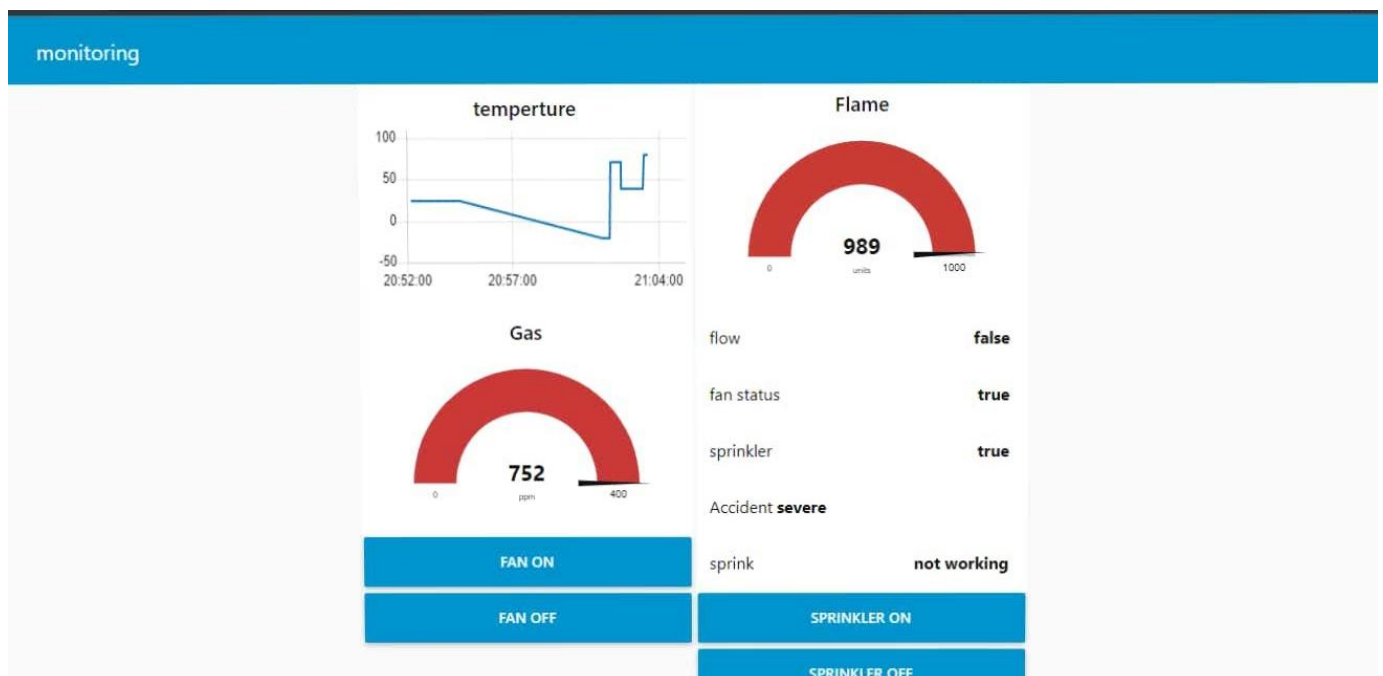 monitoring
temperture
100
50
0
-50
20:52:00 20:57:00 21:04:00
Gas
752
ppm
0 400
FAN ON
FAN OFF
Flame
989
units
0 1000
flow false
fan status true
sprinkler true
Accident severe
sprink not working
SPRINKLER ON
SPRINKLER OFF